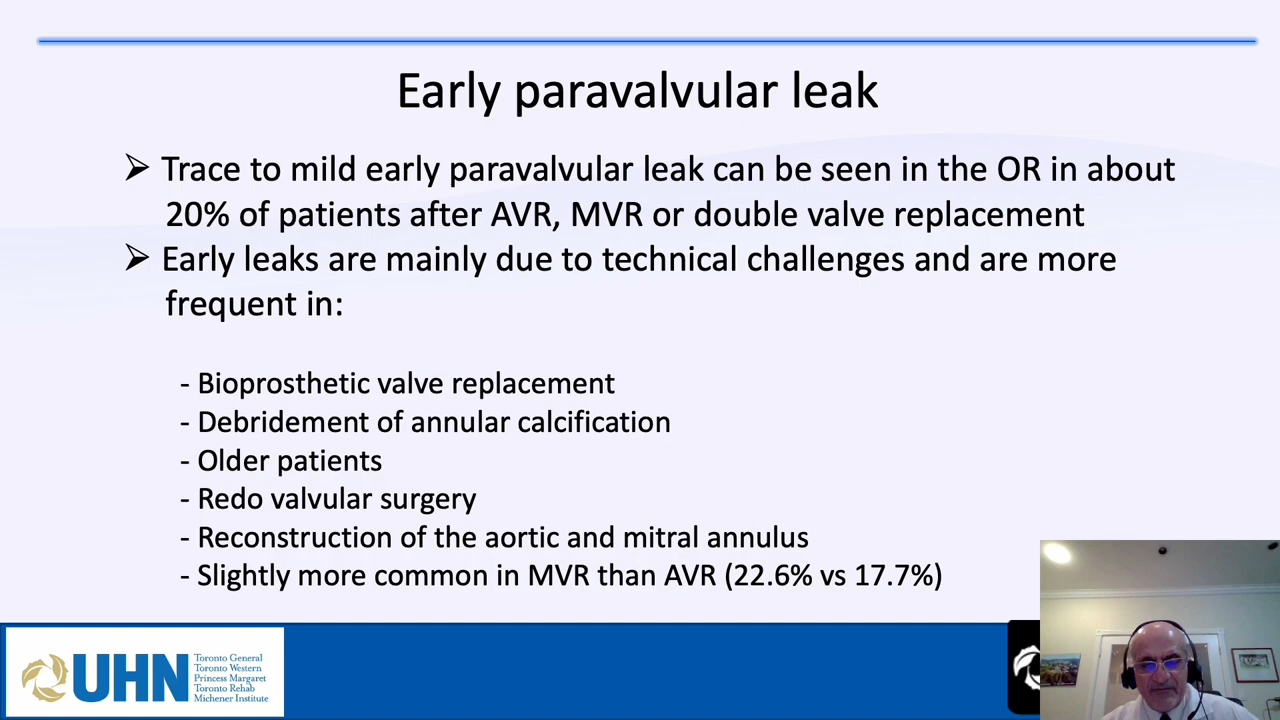 Early paravalvular leak
➢ Trace to mild early paravalvular leak can be seen in the OR in about
20% of patients after AVR, MVR or double valve replacement
➢ Early leaks are mainly due to technical challenges and are more
frequent in:
- Bioprosthetic valve replacement
- Debridement of annular calcification
- Older patients
- Redo valvular surgery
- Reconstruction of the aortic and mitral annulus
- Slightly more common in MVR than AVR (22.6% vs 17.7%)
UHN
Toronto General
Toronto Western
Princess Margaret
Toronto Rehab
Michener Institute